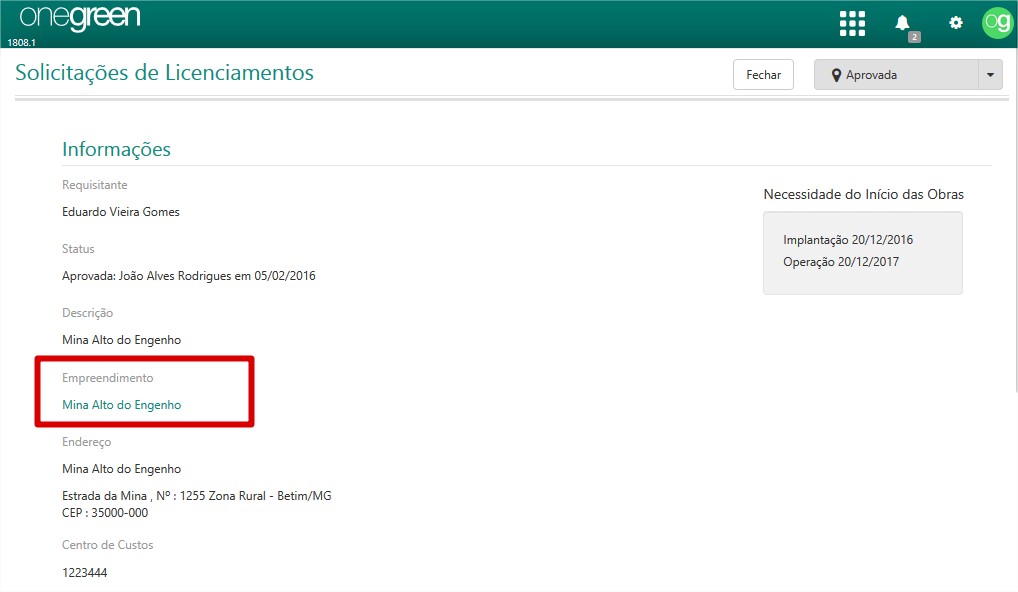 onegreen
1808.1
2
og
Solicitações de Licenciamentos
Fechar
Aprovada
Informações
Requisitante
Eduardo Vieira Gomes
Status
Aprovada: João Alves Rodrigues em 05/02/2016
Descrição
Mina Alto do Engenho
Empreendimento
Mina Alto do Engenho
Endereço
Mina Alto do Engenho
Estrada da Mina , Nº : 1255 Zona Rural - Betim/MG
CEP : 35000-000
Centro de Custos
1223444
Necessidade do Início das Obras
Implantação 20/12/2016
Operação 20/12/2017